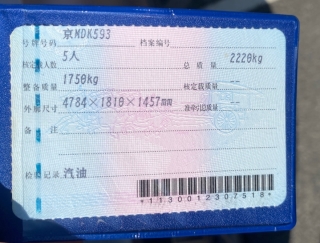 号牌号码 京MDK593 档案编号
核定载人数 5人 总质量 2220kg
整备质量 1750kg 核定载质量 --
外廓尺寸 4784×1810×1457mm 准牵引总质量 --
备注
检验记录 汽油
*1130012307518*